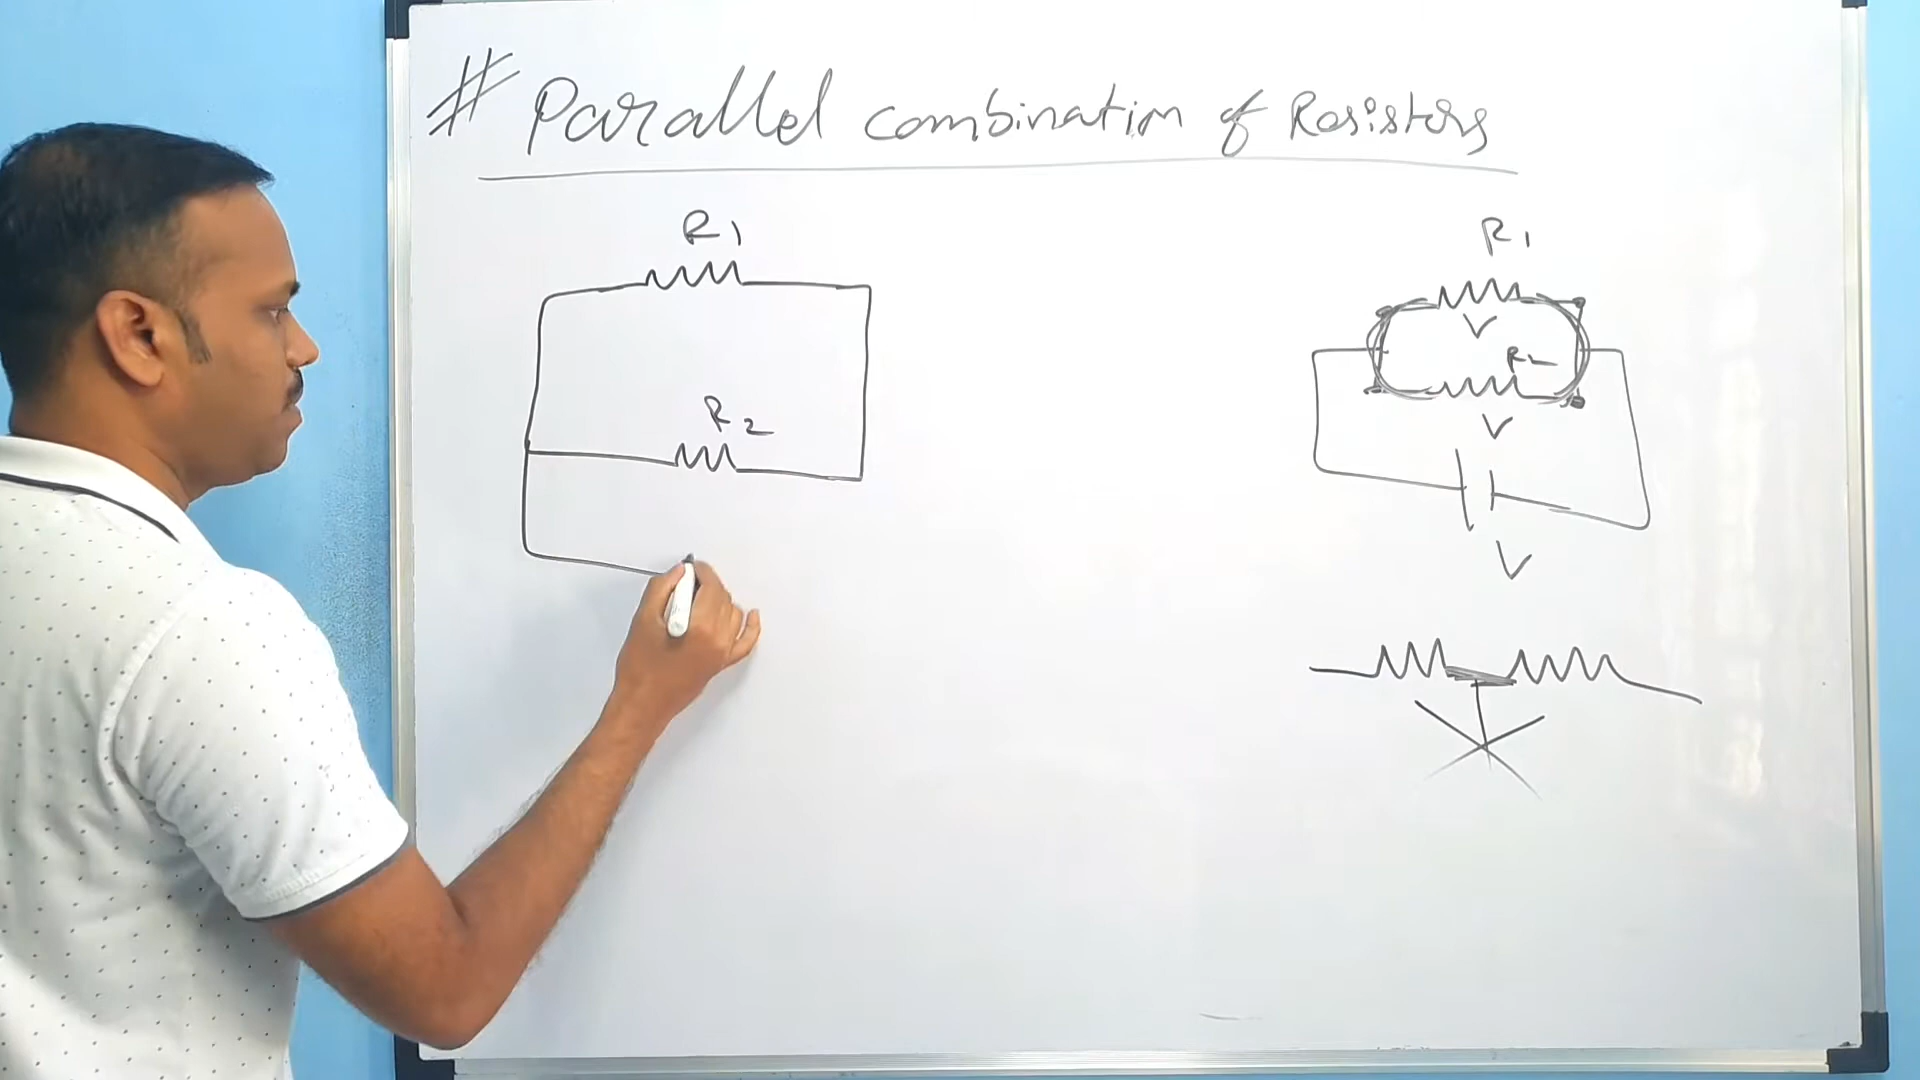 # Parallel combination of Resistors
R1
R2
R1
V
R2
V
V